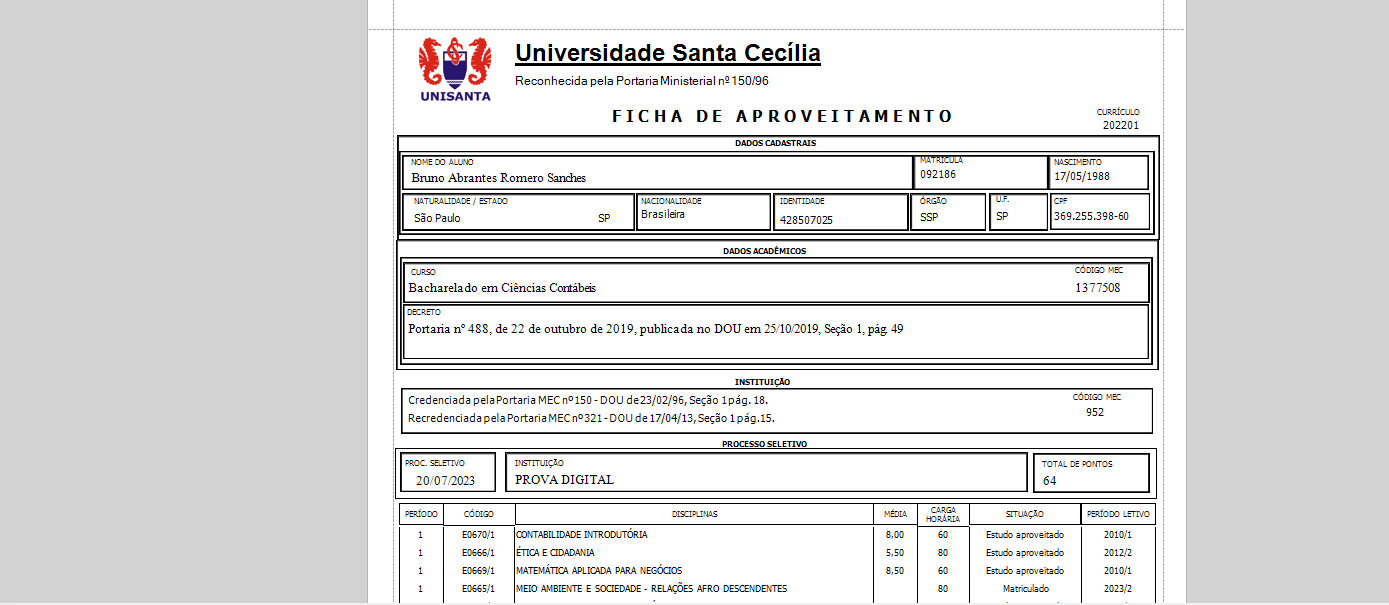 Universidade Santa Cecília
Reconhecida pela Portaria Ministerial nº 150/96
UNISANTA
FICHA DE APROVEITAMENTO
CURRÍCULO
202201
DADOS CADASTRAIS
NOME DO ALUNO MATRÍCULA NASCIMENTO
Bruno Abrantes Romero Sanches 092186 17/05/1988
NATURALIDADE / ESTADO NACIONALIDADE IDENTIDADE ÓRGÃO U.F. CPF
São Paulo SP Brasileira 428507025 SSP SP 369.255.398-60
DADOS ACADÊMICOS
CURSO CÓDIGO MEC
Bacharelado em Ciências Contábeis 1377508
DECRETO
Portaria nº 488, de 22 de outubro de 2019, publicada no DOU em 25/10/2019, Seção 1, pág. 49
INSTITUIÇÃO
Credenciada pela Portaria MEC nº 150 - DOU de 23/02/96, Seção 1 pág. 18. CÓDIGO MEC
Recredenciada pela Portaria MEC nº 321 - DOU de 17/04/13, Seção 1 pág.15. 952
PROCESSO SELETIVO
PROC. SELETIVO INSTITUIÇÃO TOTAL DE PONTOS
20/07/2023 PROVA DIGITAL 64
PERÍODO CÓDIGO DISCIPLINAS MÉDIA CARGA HORÁRIA SITUAÇÃO PERÍODO LETIVO
1 E0670/1 CONTABILIDADE INTRODUTÓRIA 8,00 60 Estudo aproveitado 2010/1
1 E0666/1 ÉTICA E CIDADANIA 5,50 80 Estudo aproveitado 2012/2
1 E0669/1 MATEMÁTICA APLICADA PARA NEGÓCIOS 8,50 60 Estudo aproveitado 2010/1
1 E0665/1 MEIO AMBIENTE E SOCIEDADE - RELAÇÕES AFRO DESCENDENTES 80 Matriculado 2023/2